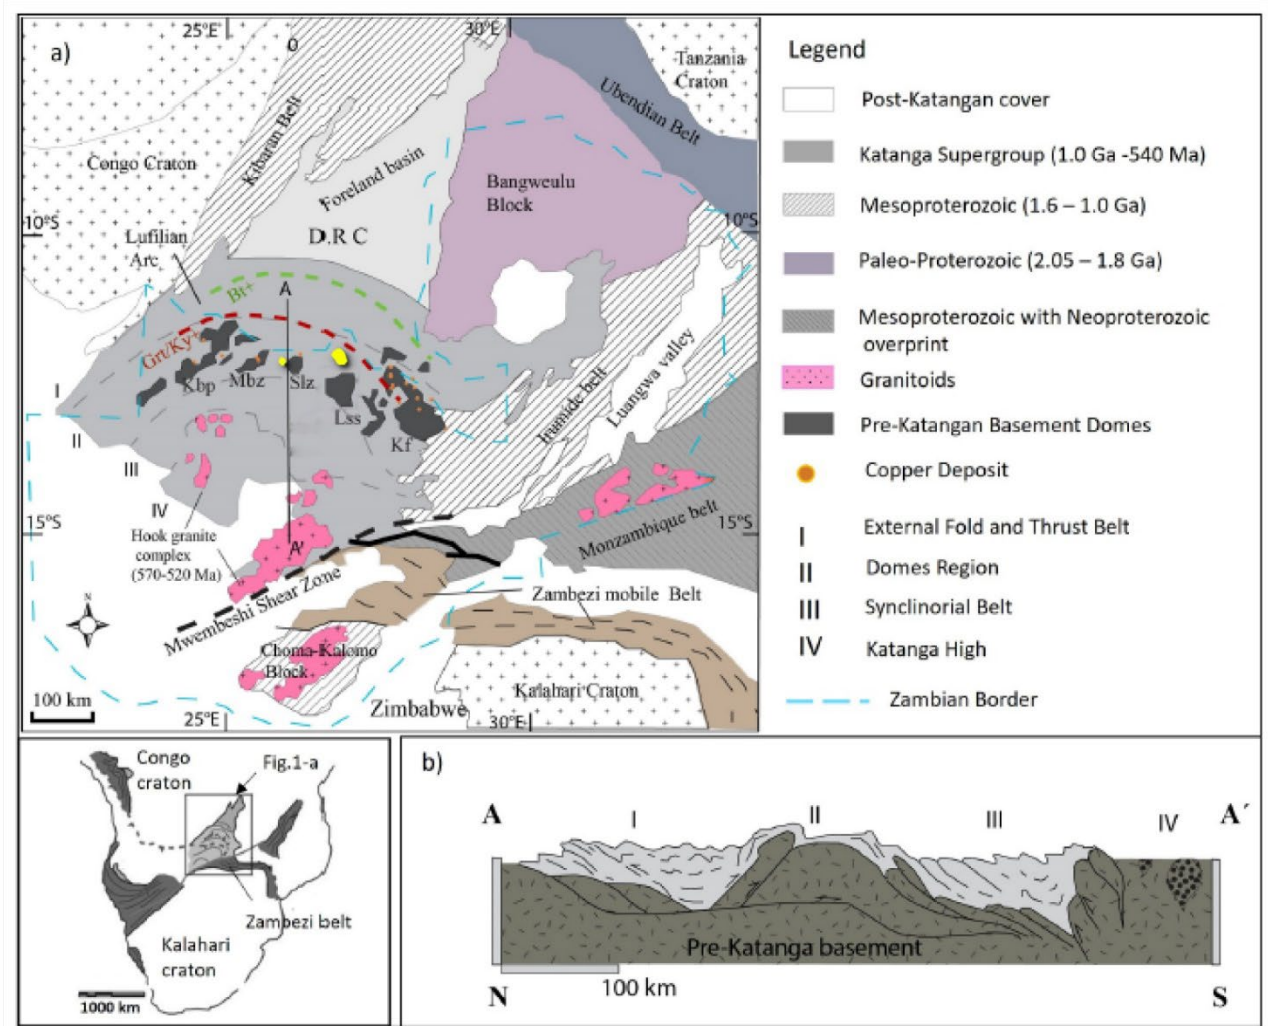 a)
25°E
0
30°E
Tanzania
Craton
Ubendian Belt
Kibaran Belt
Congo Craton
Foreland basin
Bangweulu
Block
10°S
10°S
Lufilian
Arc
D.R C
A
Bt+
Grt/Ky+
Kbp
Mbz
Slz
Lss
Kf
I
II
III
IV
Irumide belt
Luangwa valley
15°S
15°S
Hook granite
complex
(570-520 Ma)
A'
Monzambique belt
Mwembeshi Shear Zone
Zambezi mobile Belt
N
Choma-Kalomo
Block
Kalahari Craton
Zimbabwe
100 km
25°E
30°E
Legend
Post-Katangan cover
Katanga Supergroup (1.0 Ga -540 Ma)
Mesoproterozoic (1.6 – 1.0 Ga)
Paleo-Proterozoic (2.05 – 1.8 Ga)
Mesoproterozoic with Neoproterozoic
overprint
Granitoids
Pre-Katangan Basement Domes
Copper Deposit
I External Fold and Thrust Belt
II Domes Region
III Synclinorial Belt
IV Katanga High
Zambian Border
Congo
craton
Fig.1-a
Zambezi belt
Kalahari
craton
1000 km
b)
A
I
II
III
IV
A´
Pre-Katanga basement
100 km
N
S